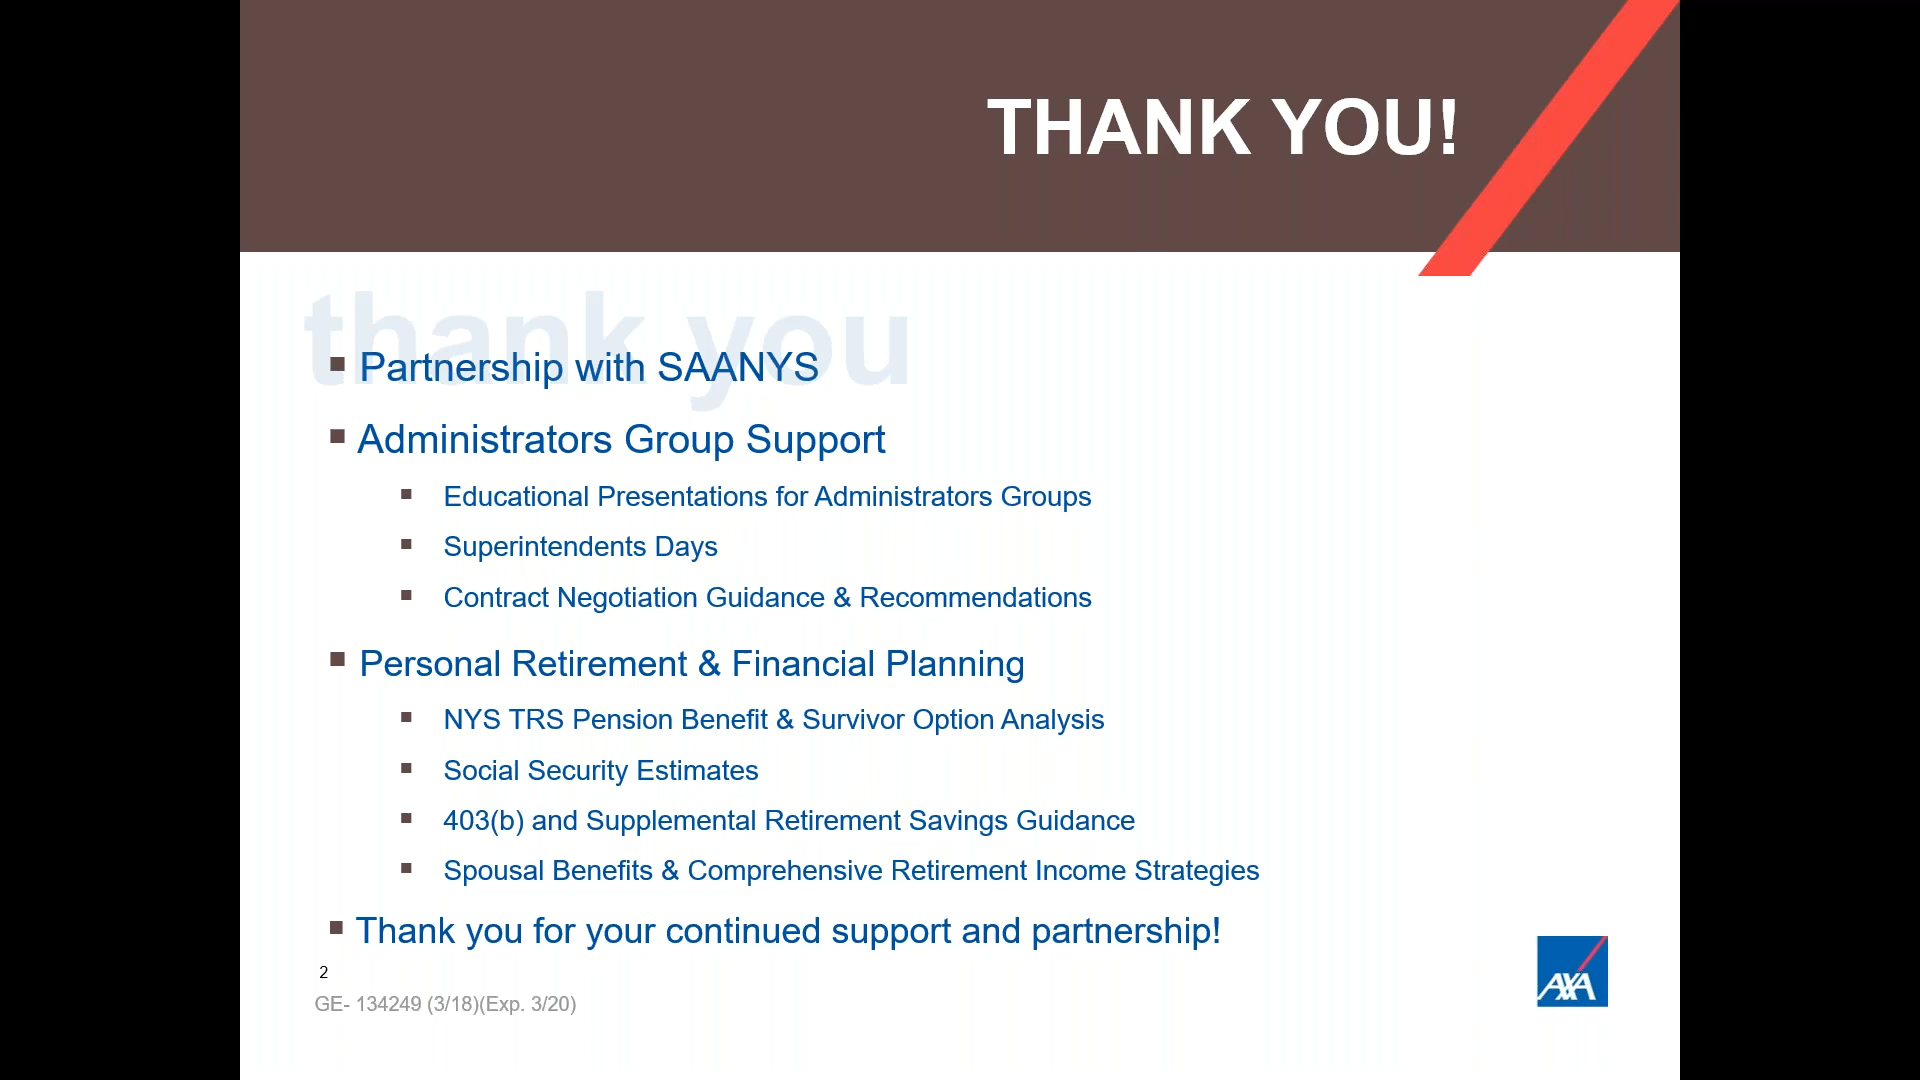 THANK YOU!
thank you
▪ Partnership with SAANYS
▪ Administrators Group Support
▪ Educational Presentations for Administrators Groups
▪ Superintendents Days
▪ Contract Negotiation Guidance & Recommendations
▪ Personal Retirement & Financial Planning
▪ NYS TRS Pension Benefit & Survivor Option Analysis
▪ Social Security Estimates
▪ 403(b) and Supplemental Retirement Savings Guidance
▪ Spousal Benefits & Comprehensive Retirement Income Strategies
▪ Thank you for your continued support and partnership!
2
GE- 134249 (3/18)(Exp. 3/20)
AXA